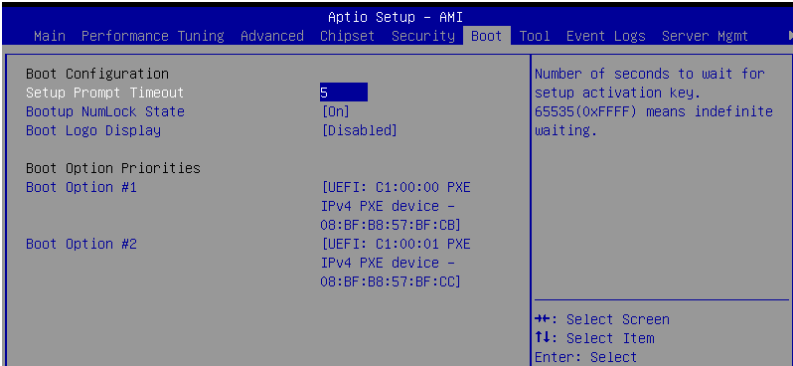 Aptio Setup – AMI
Main Performance Tuning Advanced Chipset Security Boot Tool Event Logs Server Mgmt
Boot Configuration
Setup Prompt Timeout 5
Bootup NumLock State [On]
Boot Logo Display [Disabled]
Boot Option Priorities
Boot Option #1 [UEFI: C1:00:00 PXE
IPv4 PXE device –
08:BF:B8:57:BF:CB]
Boot Option #2 [UEFI: C1:00:01 PXE
IPv4 PXE device –
08:BF:B8:57:BF:CC]
Number of seconds to wait for
setup activation key.
65535(0xFFFF) means indefinite
waiting.
→←: Select Screen
↑↓: Select Item
Enter: Select